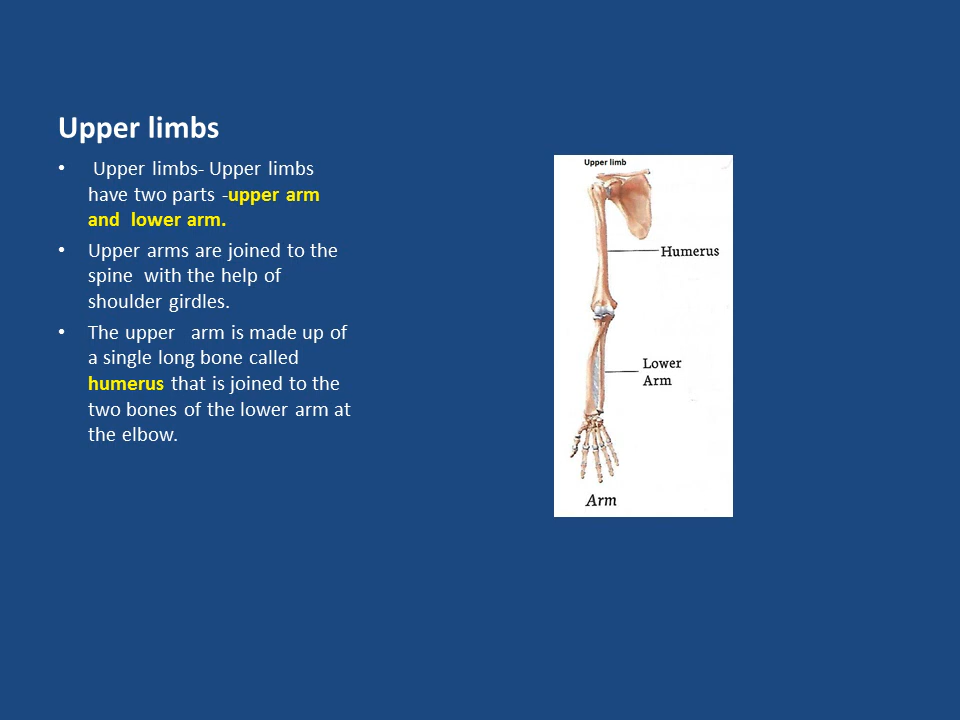 Upper limbs
• Upper limbs- Upper limbs
have two parts -upper arm
and lower arm.
• Upper arms are joined to the
spine with the help of
shoulder girdles.
• The upper arm is made up of
a single long bone called
humerus that is joined to the
two bones of the lower arm at
the elbow.
Upper limb
Humerus
Lower
Arm
Arm